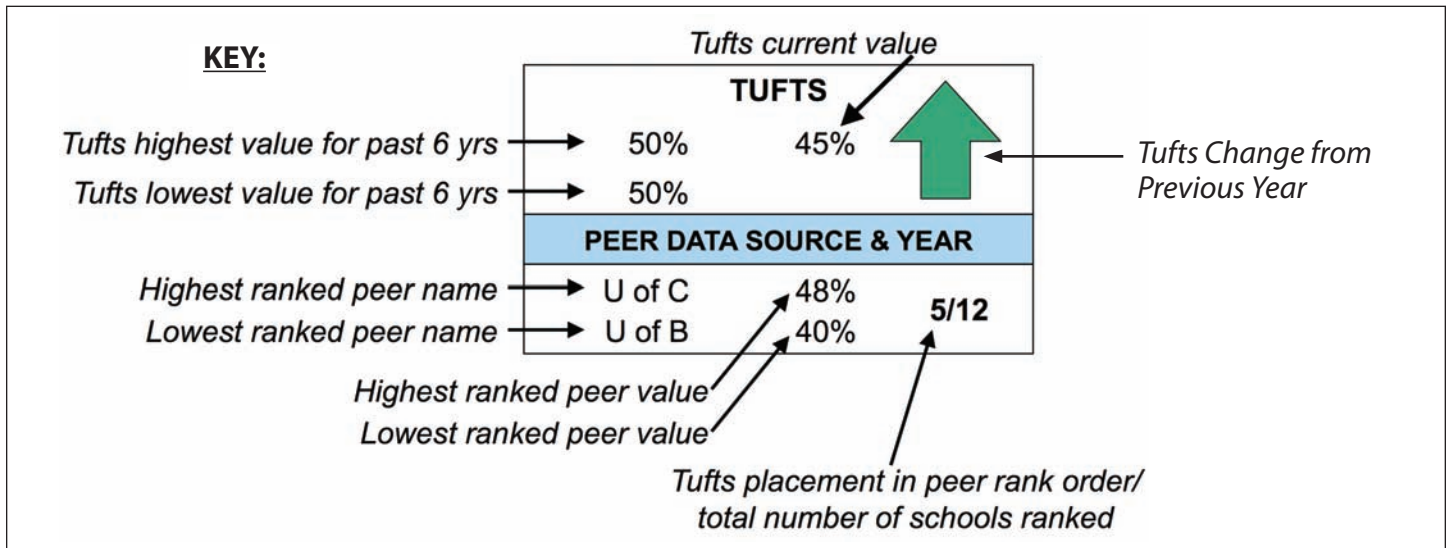 KEY:
Tufts current value
TUFTS
Tufts highest value for past 6 yrs
50%
45%
Tufts Change from
Previous Year
Tufts lowest value for past 6 yrs
50%
PEER DATA SOURCE & YEAR
Highest ranked peer name
U of C
48%
Lowest ranked peer name
U of B
40%
5/12
Highest ranked peer value
Lowest ranked peer value
Tufts placement in peer rank order/
total number of schools ranked